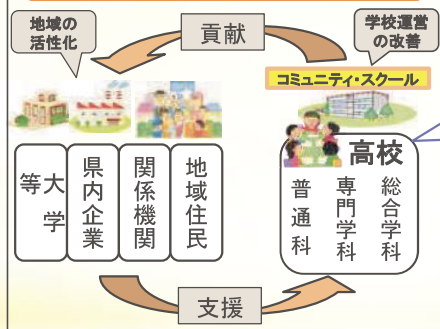 地域の
活性化
貢献
学校運営
の改善
コミュニティ・スクール
大学等
県内企業
関係機関
地域住民
高校
普通科
専門学科
総合学科
支援